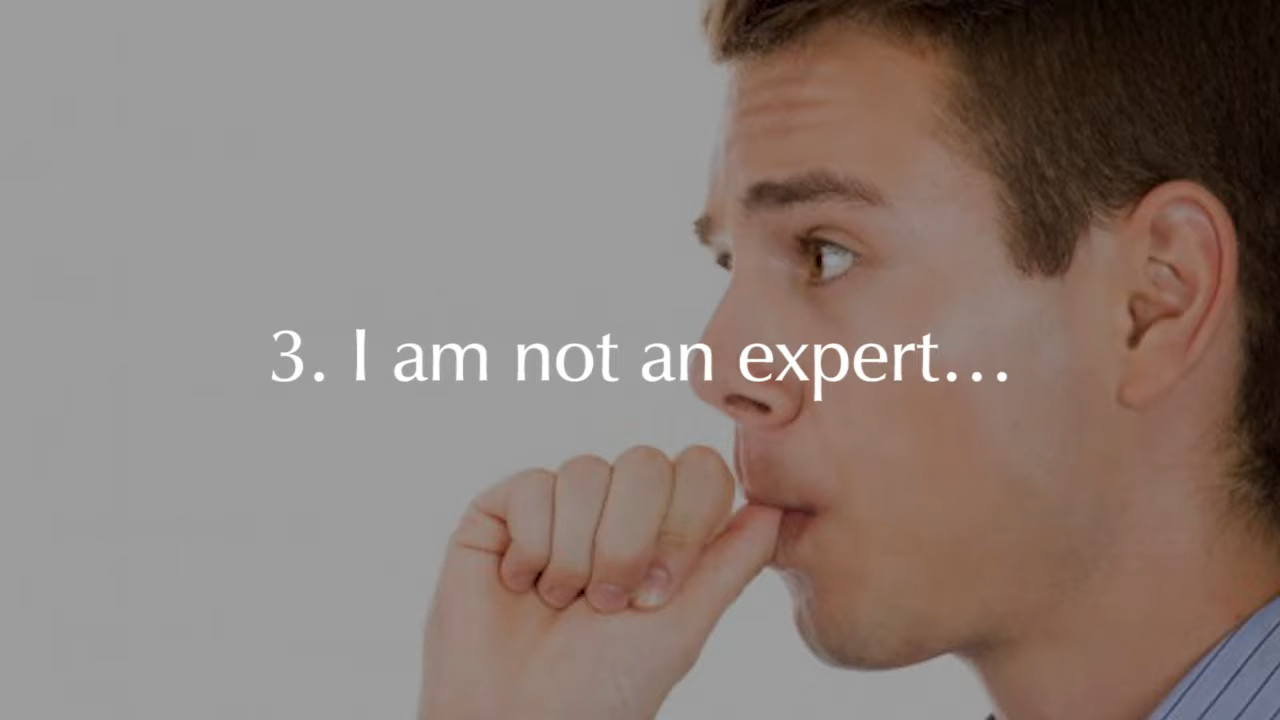 3. I am not an expert…